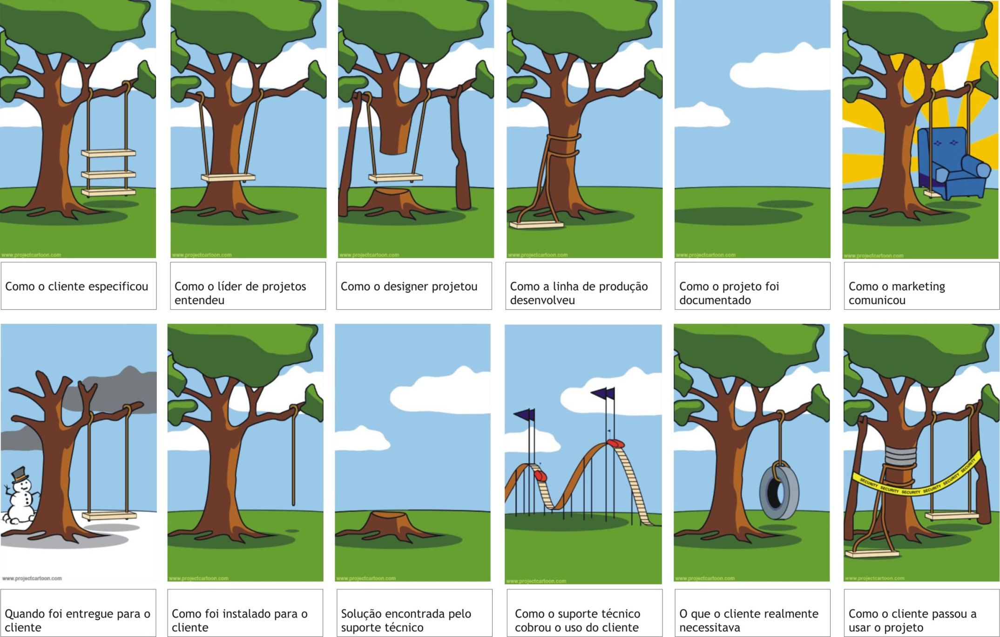 www.projectcartoon.com
www.projectcartoon.com
www.projectcartoon.com
www.projectcartoon.com
www.projectcartoon.com
www.projectcartoon.com
Como o cliente especificou
Como o líder de projetos
entendeu
Como o designer projetou
Como a linha de produção
desenvolveu
Como o projeto foi
documentado
Como o marketing
comunicou
SECURITY SECURITY SECURITY SECURITY SECURITY SECURITY
www.projectcartoon.com
www.projectcartoon.com
www.projectcartoon.com
www.projectcartoon.com
www.projectcartoon.com
www.projectcartoon.com
Quando foi entregue para o
cliente
Como foi instalado para o
cliente
Solução encontrada pelo
suporte técnico
Como o suporte técnico
cobrou o uso do cliente
O que o cliente realmente
necessitava
Como o cliente passou a
usar o projeto